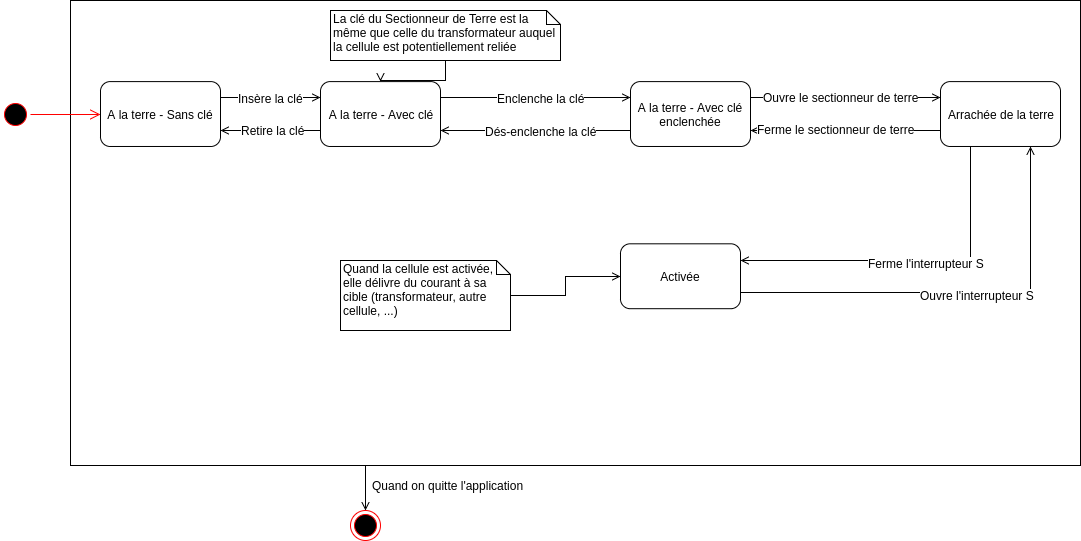 La clé du Sectionneur de Terre est la
même que celle du transformateur auquel
la cellule est potentiellement reliée
A la terre - Sans clé
Insère la clé
Retire la clé
A la terre - Avec clé
Enclenche la clé
Dés-enclenche la clé
A la terre - Avec clé
enclenchée
Ouvre le sectionneur de terre
Ferme le sectionneur de terre
Arrachée de la terre
Ferme l'interrupteur S
Ouvre l'interrupteur S
Activée
Quand la cellule est activée,
elle délivre du courant à sa
cible (transformateur, autre
cellule, ...)
Quand on quitte l'application